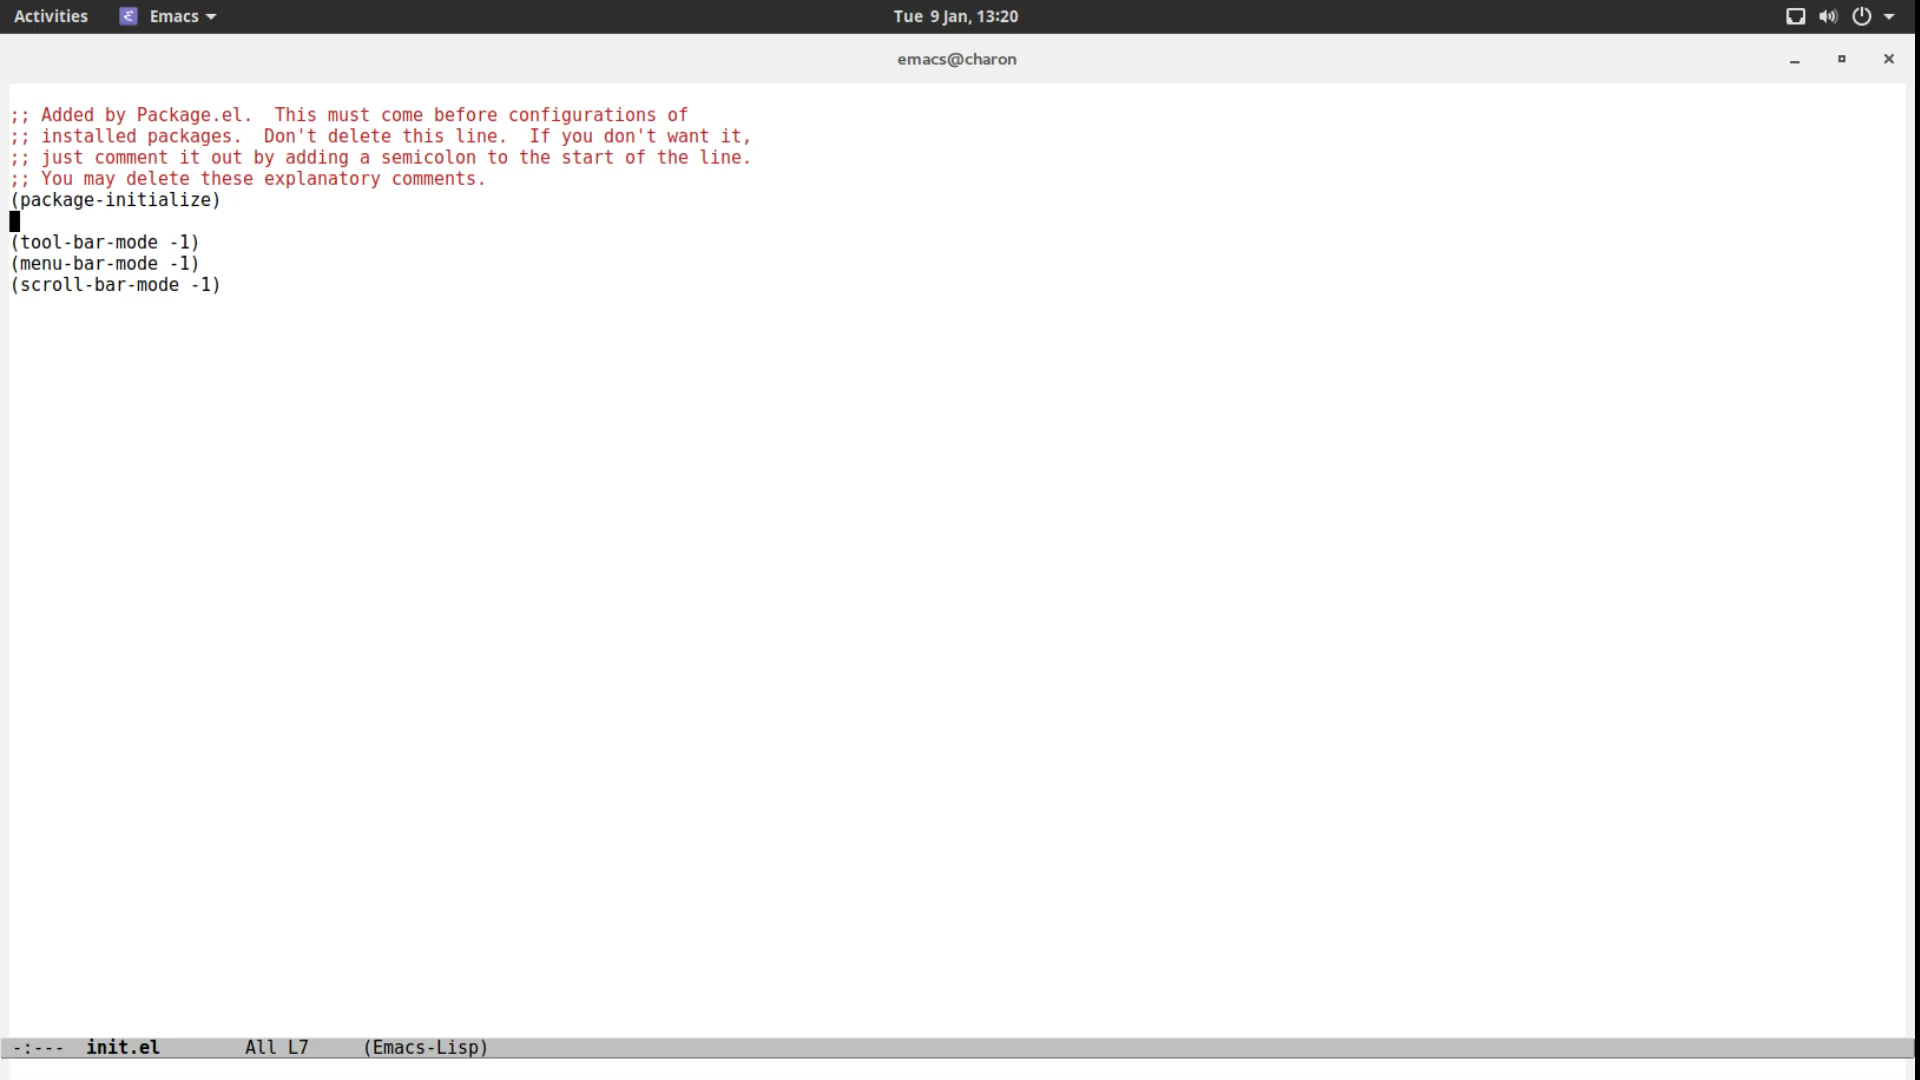 Activities Emacs Tue 9 Jan, 13:20
emacs@charon
;; Added by Package.el.  This must come before configurations of
;; installed packages.  Don't delete this line.  If you don't want it,
;; just comment it out by adding a semicolon to the start of the line.
;; You may delete these explanatory comments.
(package-initialize)
(tool-bar-mode -1)
(menu-bar-mode -1)
(scroll-bar-mode -1)
-:---  init.el        All L7     (Emacs-Lisp)